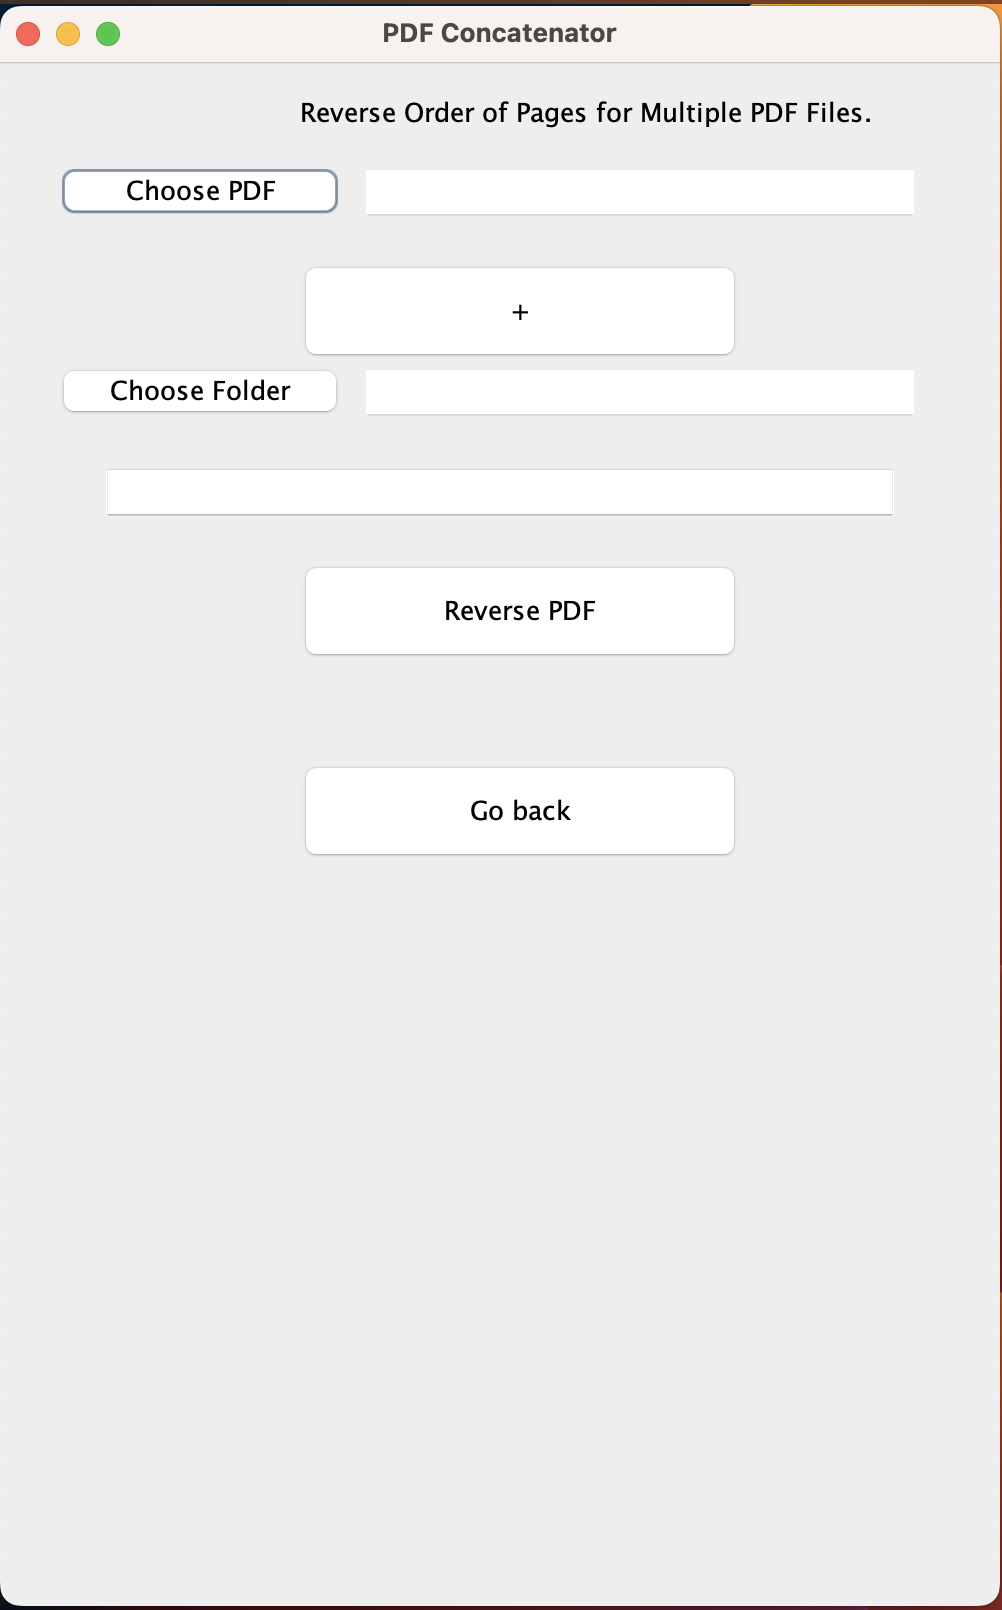 PDF Concatenator
Reverse Order of Pages for Multiple PDF Files.
Choose PDF
+
Choose Folder
Reverse PDF
Go back